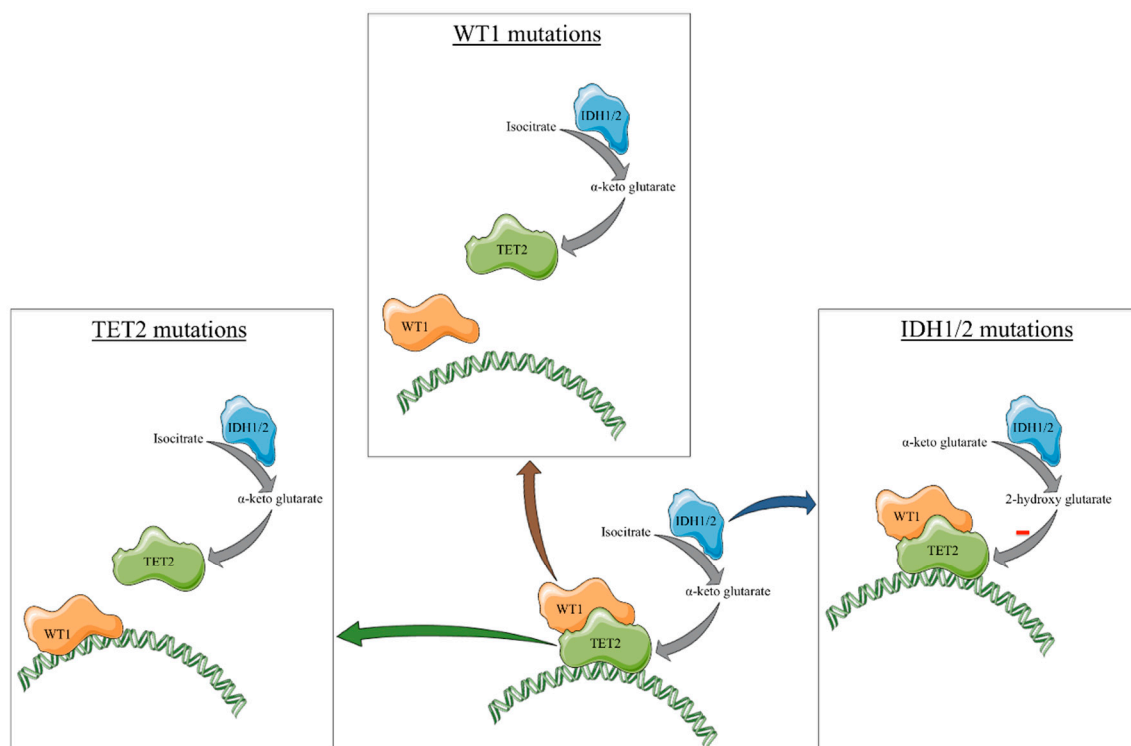 WT1 mutations
IDH1/2
Isocitrate
α-keto glutarate
TET2
WT1
TET2 mutations
IDH1/2
Isocitrate
α-keto glutarate
TET2
WT1
IDH1/2
Isocitrate
α-keto glutarate
WT1
TET2
IDH1/2 mutations
IDH1/2
α-keto glutarate
2-hydroxy glutarate
WT1
TET2